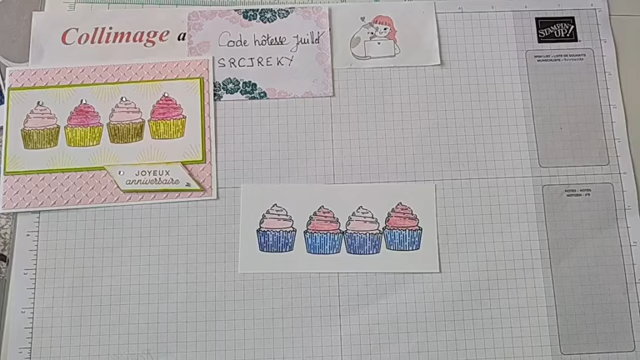 Collimage a
Code hôtesse juillet
SRCJREKY
STAMPIN' UP!
JOYEUX
anniversaire